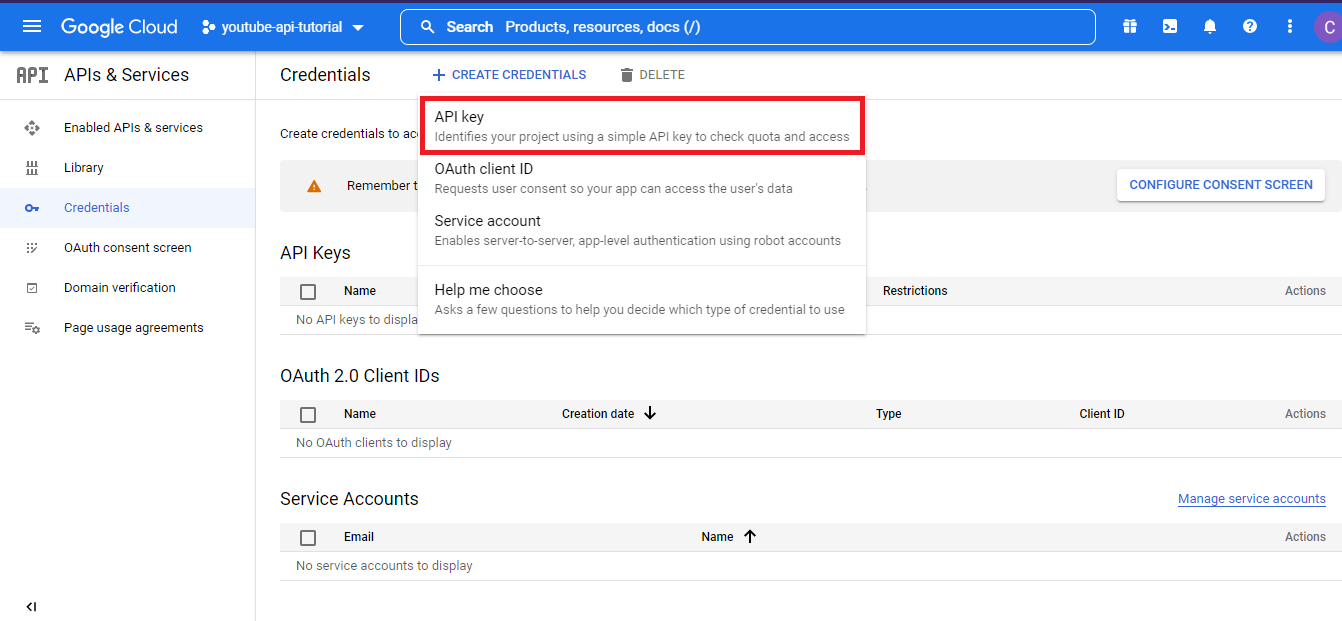 Google Cloud
youtube-api-tutorial
Search Products, resources, docs (/)
C
API APIs & Services
Credentials
CREATE CREDENTIALS
DELETE
Enabled APIs & services
Library
Credentials
OAuth consent screen
Domain verification
Page usage agreements
Create credentials to
API key
Identifies your project using a simple API key to check quota and access
OAuth client ID
Requests user consent so your app can access the user's data
Service account
Enables server-to-server, app-level authentication using robot accounts
Help me choose
Asks a few questions to help you decide which type of credential to use
Remember
CONFIGURE CONSENT SCREEN
API Keys
Name Restrictions Actions
No API keys to
OAuth 2.0 Client IDs
Name Creation date Type Client ID Actions
No OAuth clients to display
Service Accounts
Manage service accounts
Email Name Actions
No service accounts to display